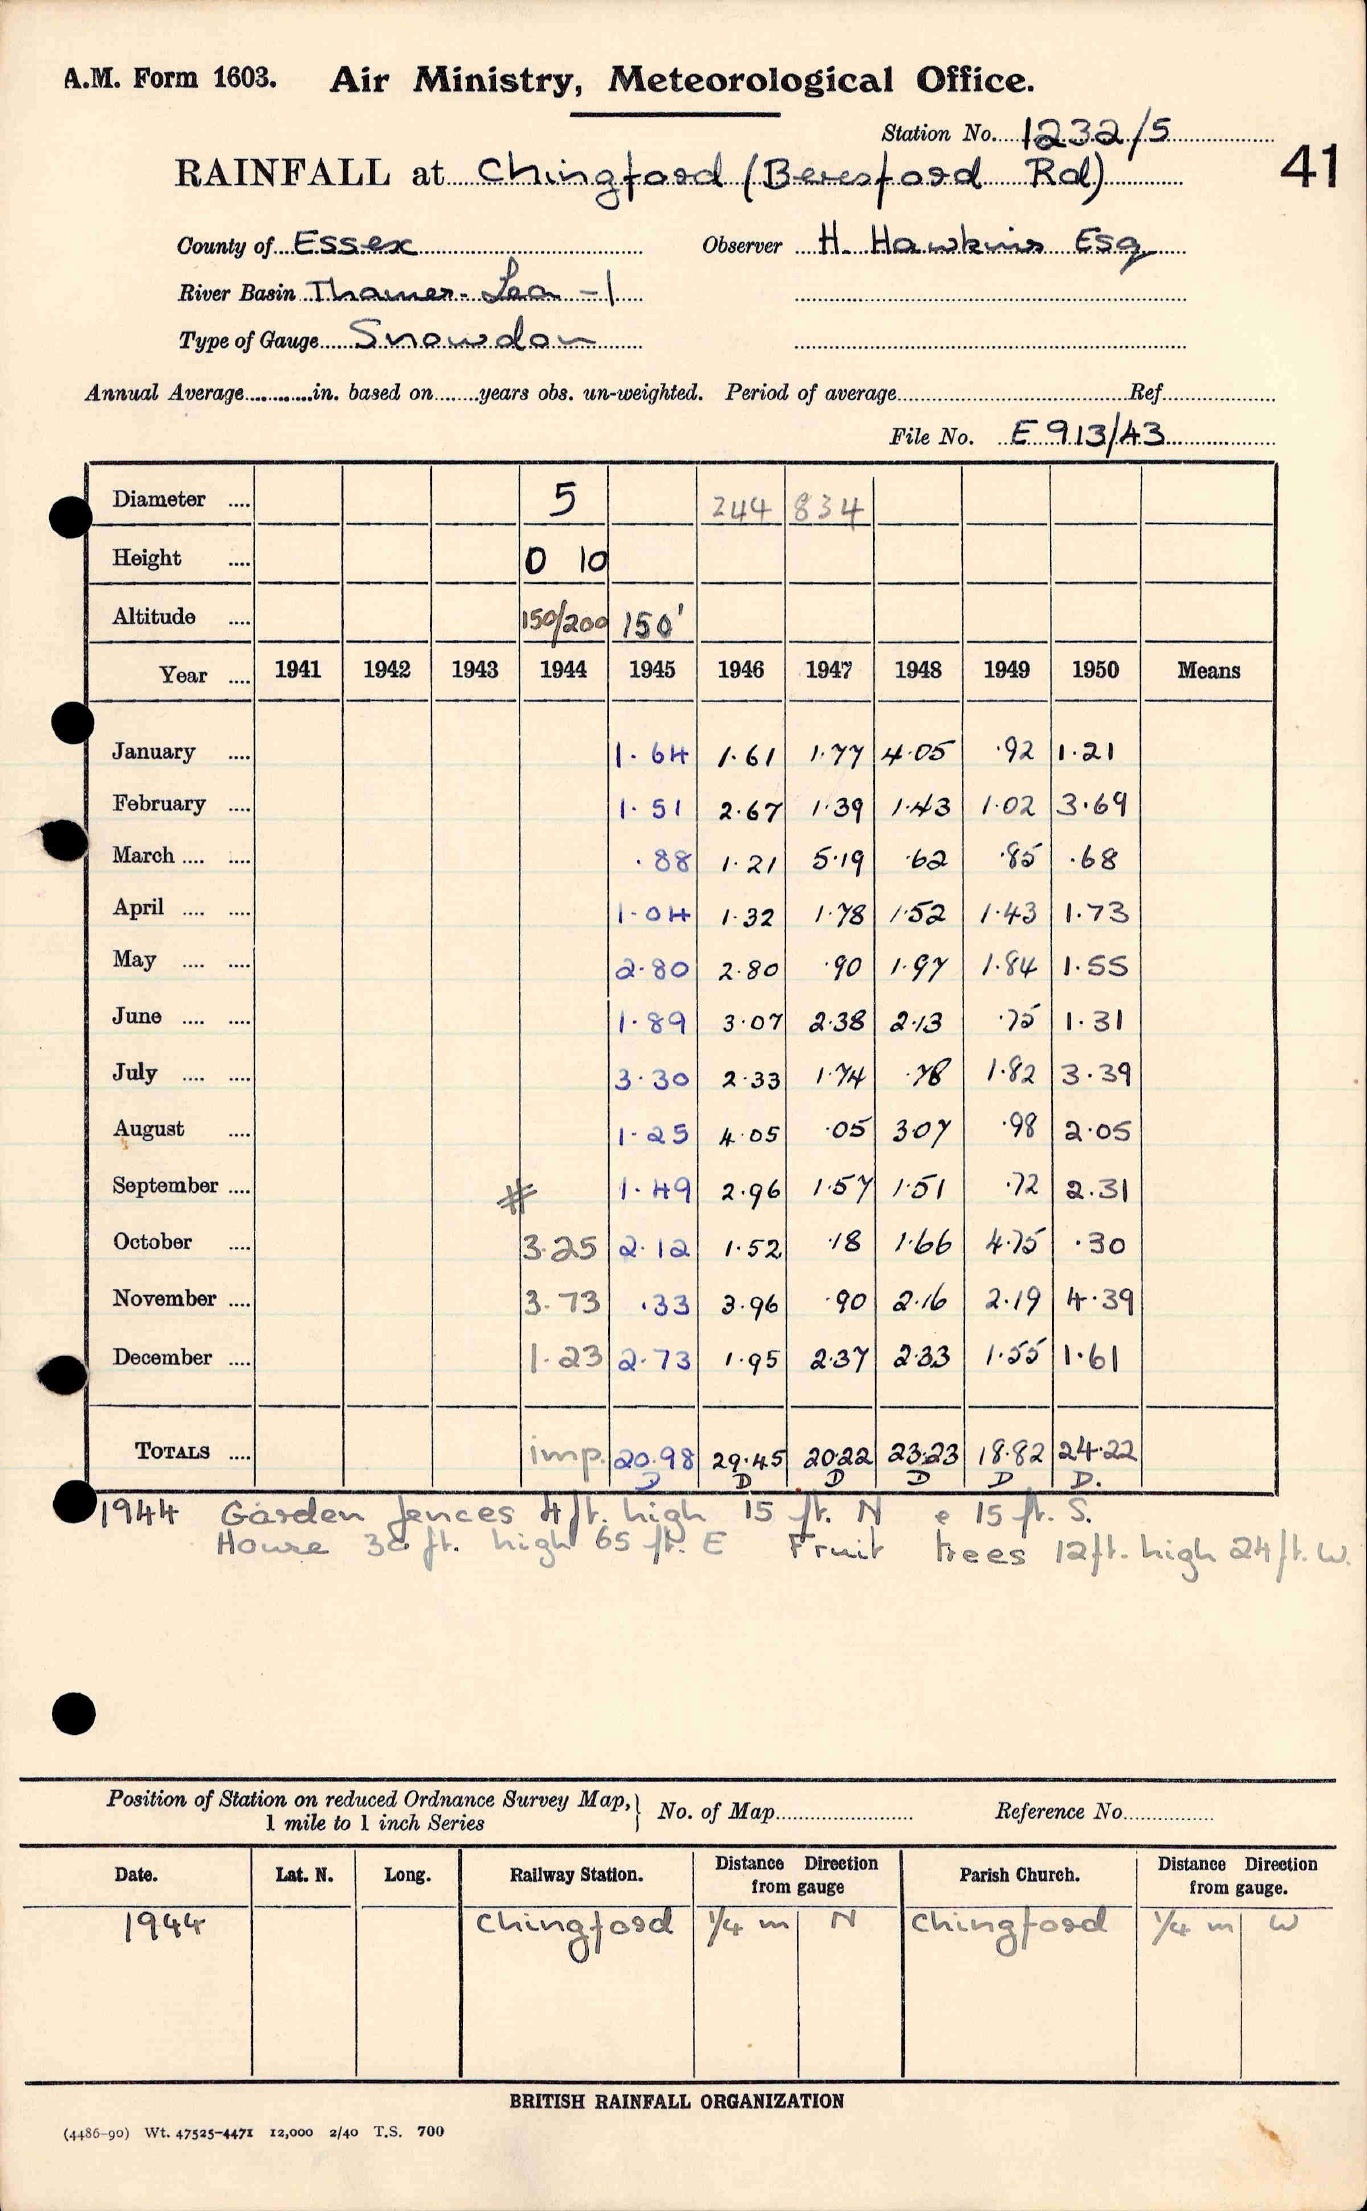 A.M. Form 1603. Air Ministry, Meteorological Office.
Station No. 1232/5
41
RAINFALL at Chingford (Beresford Rd)
County of Essex Observer H. Hawkins Esq
River Basin Thames - Lea - 1
Type of Gauge Snowdon
Annual Average in. based on years obs. un-weighted. Period of average Ref.
File No. E 913/43
Diameter 5 244 834
Height 0 10
Altitude 150/200 150'
Year 1941 1942 1943 1944 1945 1946 1947 1948 1949 1950 Means
January 1.64 1.61 1.77 4.05 .92 1.21
February 1.51 2.67 1.39 1.43 1.02 3.69
March .88 1.21 5.19 .62 .85 .68
April 1.04 1.32 1.78 1.52 1.43 1.73
May 2.80 2.80 .90 1.97 1.84 1.55
June 1.89 3.07 2.38 2.13 .75 1.31
July 3.30 2.33 1.74 .78 1.82 3.39
August 1.25 4.05 .05 3.07 .98 2.05
September # 1.49 2.96 1.57 1.51 .72 2.31
October 3.25 2.12 1.52 .18 1.66 4.75 .30
November 3.73 .33 3.96 .90 2.16 2.19 4.39
December 1.23 2.73 1.95 2.37 2.33 1.55 1.61
TOTALS imp. 20.98 29.45 20.22 23.23 18.82 24.22
D D D D D D.
1944 Garden fences 4ft. high 15 ft. N & 15 ft. S.
House 30 ft. high 65 ft. E Fruit trees 12ft. high 24ft. W.
Position of Station on reduced Ordnance Survey Map, 1 mile to 1 inch Series } No. of Map Reference No.
Date. Lat. N. Long. Railway Station. Distance Direction from gauge Parish Church. Distance Direction from gauge.
1944 Chingford 1/4 m N Chingford 1/4 m W
BRITISH RAINFALL ORGANIZATION
(4486-90) Wt. 47525-4471 12,000 2/40 T.S. 700